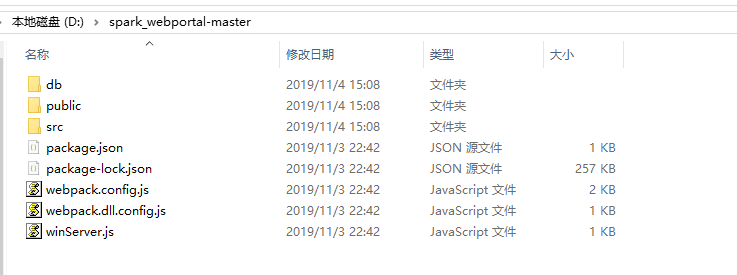 本地磁盘 (D:) › spark_webportal-master
名称 修改日期 类型 大小
db 2019/11/4 15:08 文件夹
public 2019/11/4 15:08 文件夹
src 2019/11/4 15:08 文件夹
package.json 2019/11/3 22:42 JSON 源文件 1 KB
package-lock.json 2019/11/3 22:42 JSON 源文件 257 KB
webpack.config.js 2019/11/3 22:42 JavaScript 文件 2 KB
webpack.dll.config.js 2019/11/3 22:42 JavaScript 文件 1 KB
winServer.js 2019/11/3 22:42 JavaScript 文件 1 KB